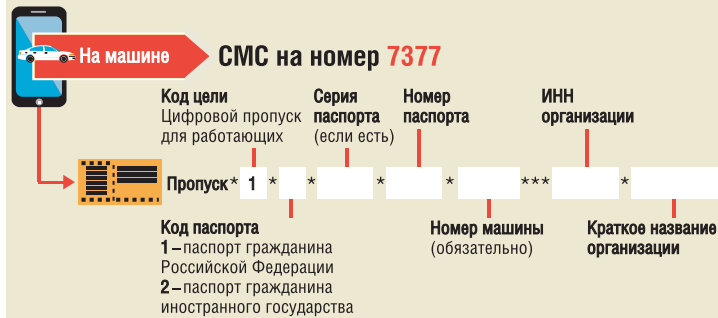 На машине
СМС на номер 7377
Код цели
Цифровой пропуск
для работающих
Серия
паспорта
(если есть)
Номер
паспорта
ИНН
организации
Пропуск* 1 * * * * *** *
Код паспорта
1 – паспорт гражданина
Российской Федерации
2 – паспорт гражданина
иностранного государства
Номер машины
(обязательно)
Краткое название
организации